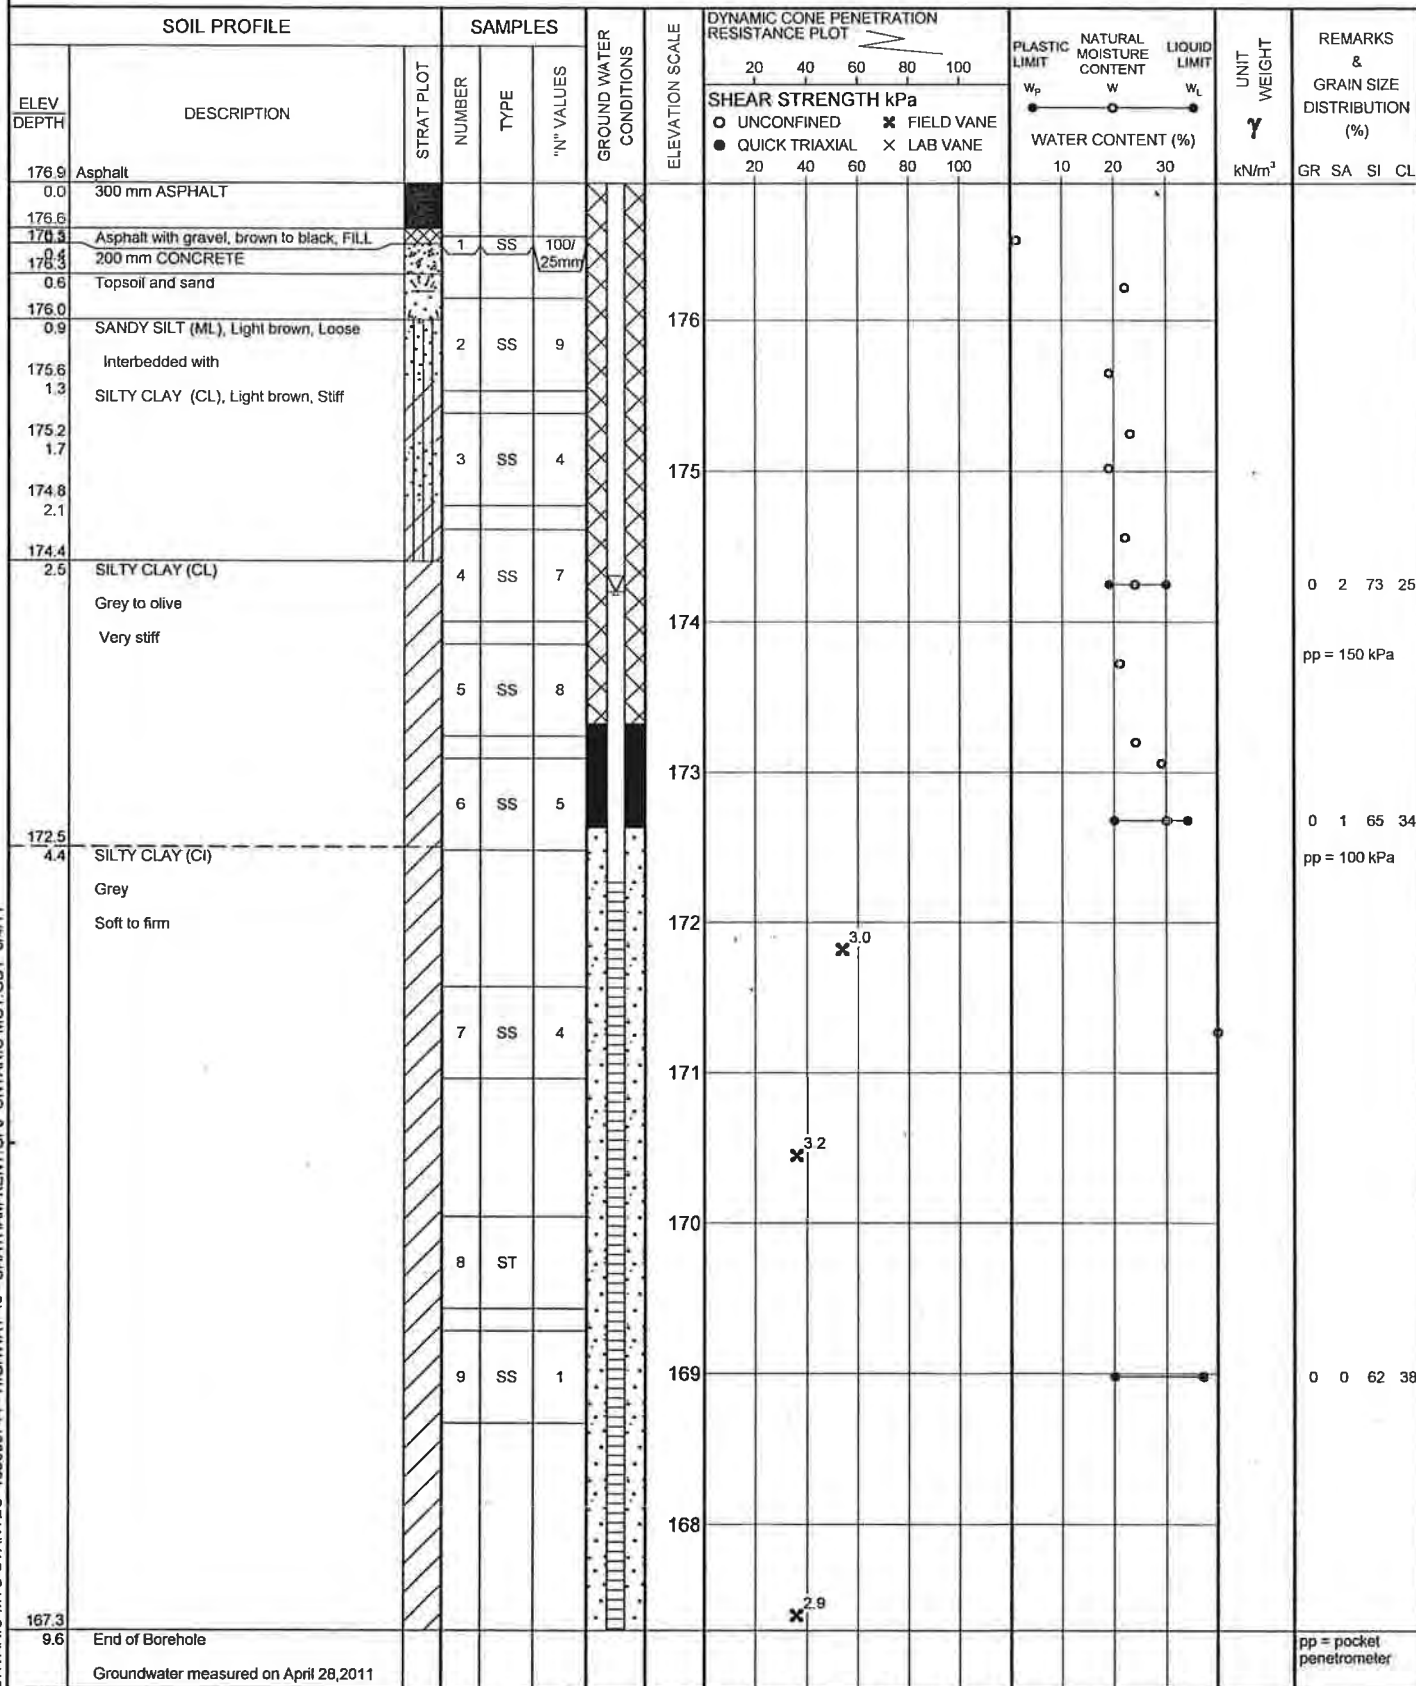 SOIL PROFILE
SAMPLES
GROUND WATER CONDITIONS
ELEVATION SCALE
DYNAMIC CONE PENETRATION
RESISTANCE PLOT
20 40 60 80 100
SHEAR STRENGTH kPa
O UNCONFINED ✖ FIELD VANE
● QUICK TRIAXIAL × LAB VANE
20 40 60 80 100
PLASTIC LIMIT
NATURAL MOISTURE CONTENT
LIQUID LIMIT
WP W WL
WATER CONTENT (%)
10 20 30
UNIT WEIGHT
γ
kN/m³
REMARKS
&
GRAIN SIZE
DISTRIBUTION
(%)
GR SA SI CL
ELEV
DEPTH
DESCRIPTION
STRAT PLOT
NUMBER
TYPE
"N" VALUES
176.9 Asphalt
0.0 300 mm ASPHALT
176.6
Asphalt with gravel, brown to black, FILL
1 SS 100/
25mm
200 mm CONCRETE
176.3
0.6 Topsoil and sand
176.0
0.9 SANDY SILT (ML), Light brown, Loose
176
2 SS 9
Interbedded with
175.6
1.3
SILTY CLAY (CL), Light brown, Stiff
175.2
1.7
3 SS 4
175
174.8
2.1
174.4
2.5 SILTY CLAY (CL)
4 SS 7
0 2 73 25
Grey to olive
174
Very stiff
pp = 150 kPa
5 SS 8
173
6 SS 5
0 1 65 34
172.5
4.4 SILTY CLAY (CI)
pp = 100 kPa
Grey
Soft to firm
172
3.0
7 SS 4
171
3.2
170
8 ST
169
9 SS 1
0 0 62 38
168
2.9
167.3
9.6 End of Borehole
pp = pocket
penetrometer
Groundwater measured on April 28,2011